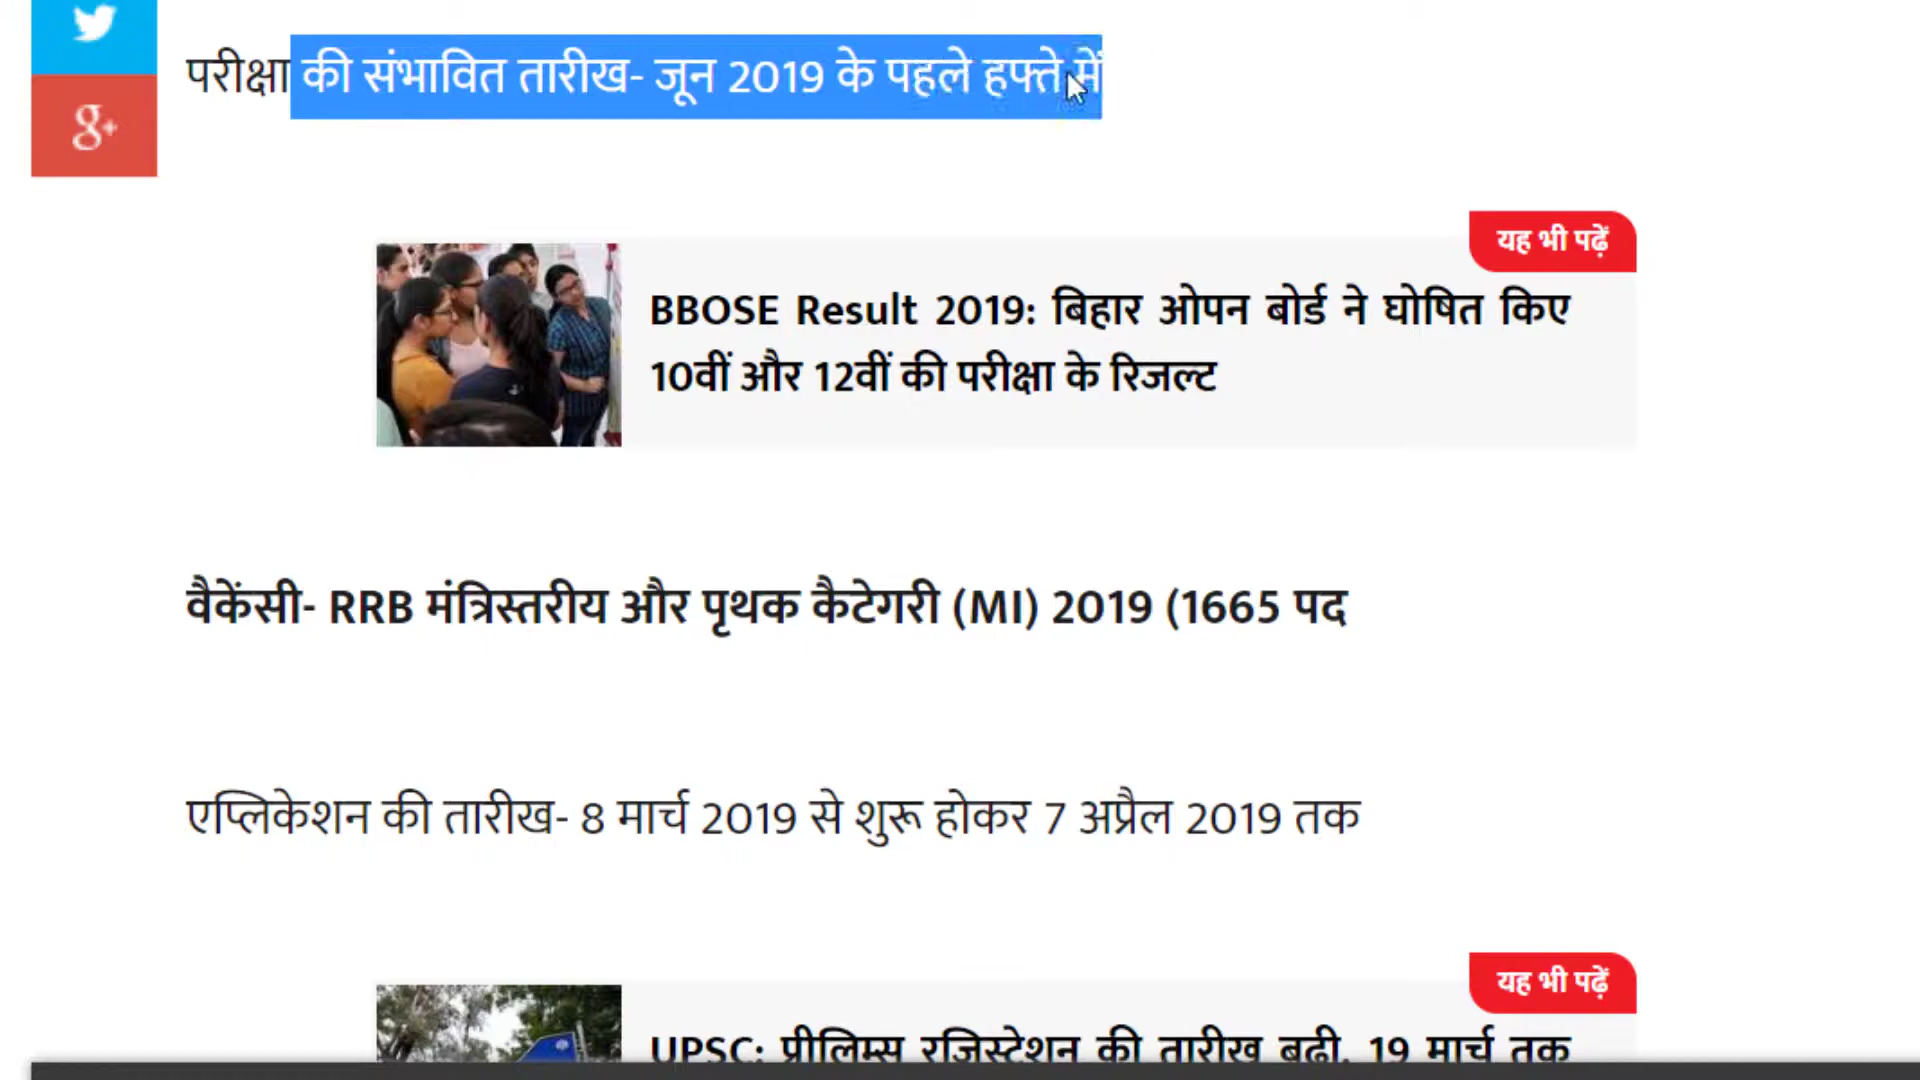 परीक्षा की संभावित तारीख- जून 2019 के पहले हफ्ते में
यह भी पढ़ें
BBOSE Result 2019: बिहार ओपन बोर्ड ने घोषित किए
10वीं और 12वीं की परीक्षा के रिजल्ट
वैकेंसी- RRB मंत्रिस्तरीय और पृथक कैटेगरी (MI) 2019 (1665 पद
एप्लिकेशन की तारीख- 8 मार्च 2019 से शुरू होकर 7 अप्रैल 2019 तक
यह भी पढ़ें
UPSC: प्रीलिम्स रजिस्टेशन की तारीख बढ़ी, 19 मार्च तक
g+